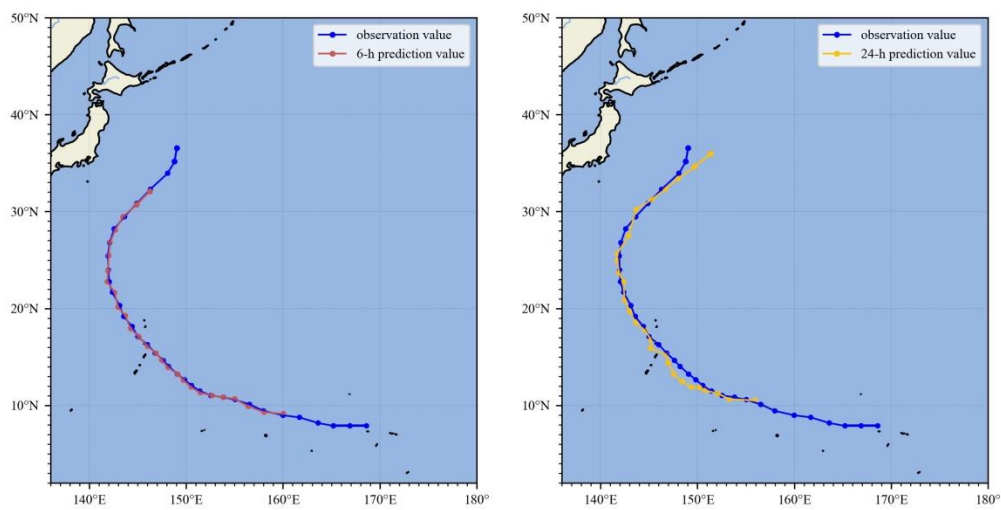 50°N
40°N
30°N
20°N
10°N
140°E
150°E
160°E
170°E
180°
observation value
6-h prediction value
50°N
40°N
30°N
20°N
10°N
140°E
150°E
160°E
170°E
180°
observation value
24-h prediction value